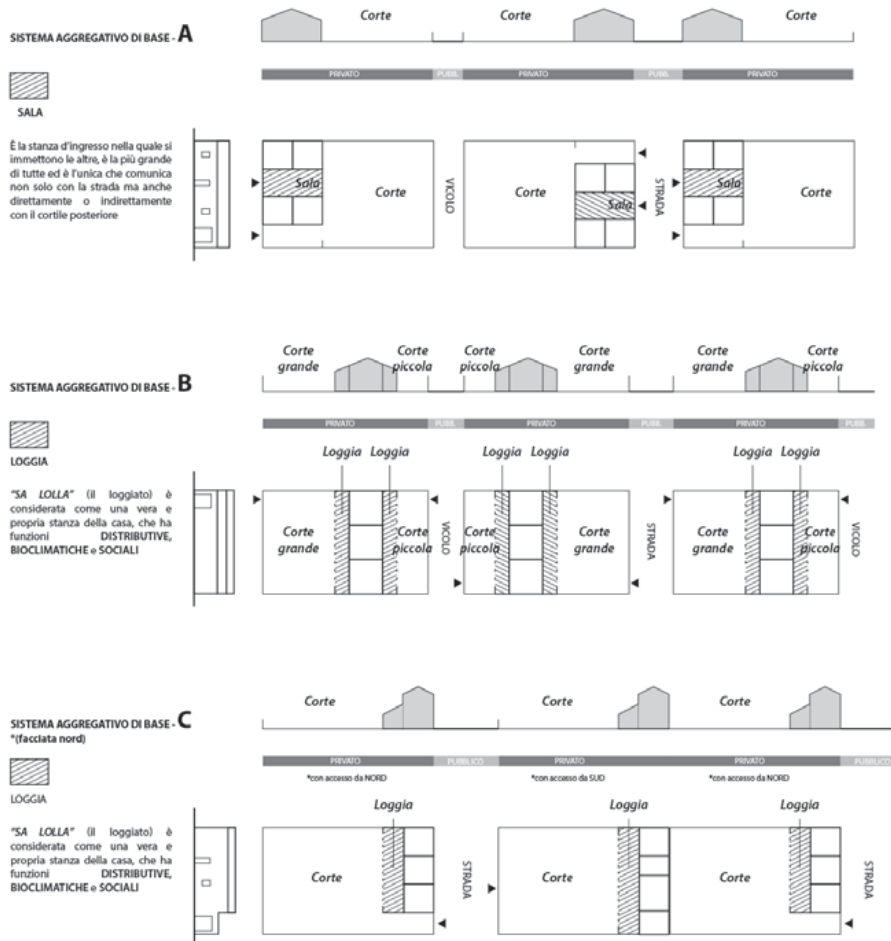 Corte
Corte
Corte
SISTEMA AGGREGATIVO DI BASE - A
PRIVATO
PUBB.
PRIVATO
PUBB.
PRIVATO
SALA
È la stanza d'ingresso nella quale si
immettono le altre, è la più grande
di tutte ed è l'unica che comunica
non solo con la strada ma anche
direttamente o indirettamente
con il cortile posteriore
Sala
Corte
VICOLO
Corte
Sala
STRADA
Sala
Corte
Corte
grande
Corte
piccola
Corte
piccola
Corte
grande
Corte
grande
Corte
piccola
SISTEMA AGGREGATIVO DI BASE - B
PRIVATO
PUBB.
PRIVATO
PUBB.
PRIVATO
PUBB.
LOGGIA
Loggia
Loggia
Loggia
Loggia
Loggia
Loggia
"SA LOLLA" (il loggiato) è
considerata come una vera e
propria stanza della casa, che ha
funzioni DISTRIBUTIVE,
BIOCLIMATICHE e SOCIALI
Corte
grande
Corte
piccola
VICOLO
Corte
piccola
Corte
grande
STRADA
Corte
grande
Corte
piccola
VICOLO
Corte
Corte
Corte
SISTEMA AGGREGATIVO DI BASE - C
*(facciata nord)
PRIVATO
PUBBLICO
PRIVATO
PRIVATO
PUBBLICO
*con accesso da NORD
*con accesso da SUD
*con accesso da NORD
LOGGIA
Loggia
Loggia
Loggia
"SA LOLLA" (il loggiato) è
considerata come una vera e
propria stanza della casa, che ha
funzioni DISTRIBUTIVE,
BIOCLIMATICHE e SOCIALI
Corte
STRADA
Corte
Corte
STRADA